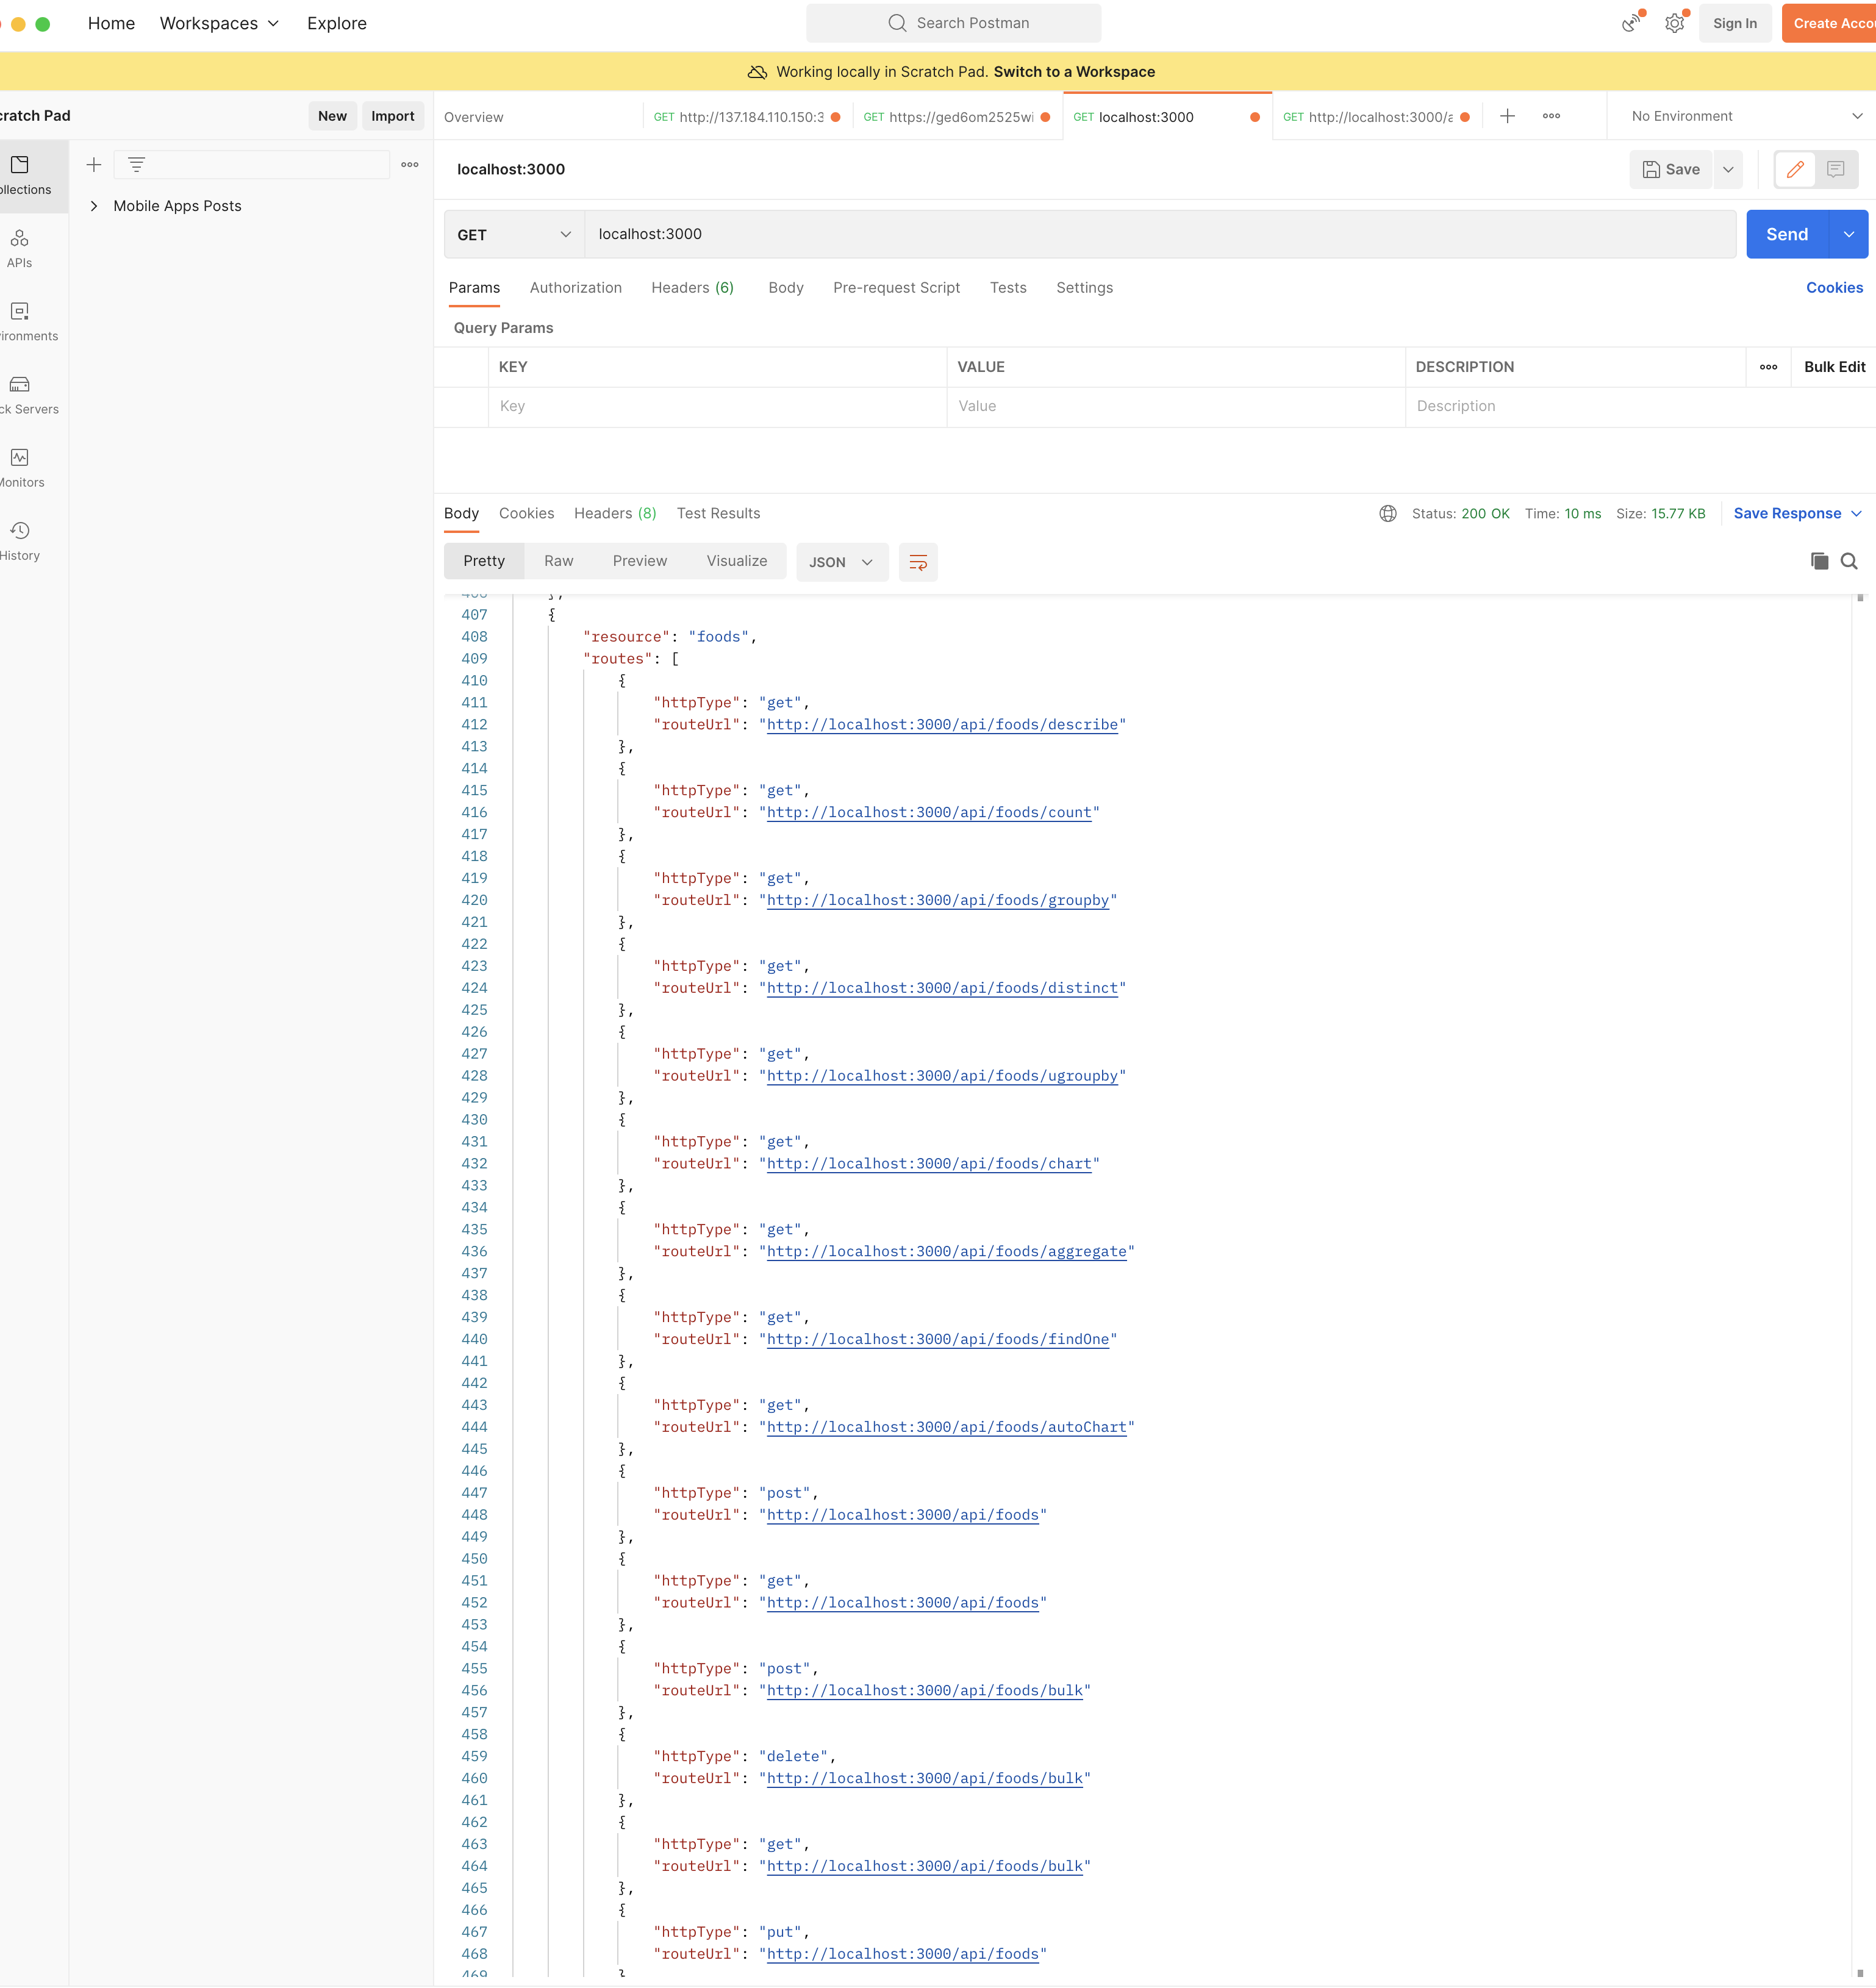 Home Workspaces Explore
Search Postman
Sign In
Working locally in Scratch Pad. Switch to a Workspace
New Import
Overview
GET http://137.184.110.150:3
GET https://ged6om2525wi
GET localhost:3000
GET http://localhost:3000/a
No Environment
Pad
Mobile Apps Posts
APIs
History
localhost:3000
Save
GET localhost:3000
Send
Params Authorization Headers (6) Body Pre-request Script Tests Settings Cookies
Query Params
KEY VALUE DESCRIPTION Bulk Edit
Key Value Description
Body Cookies Headers (8) Test Results Status: 200 OK Time: 10 ms Size: 15.77 KB Save Response
Pretty Raw Preview Visualize JSON
407 {
408 "resource": "foods",
409 "routes": [
410 {
411 "httpType": "get",
412 "routeUrl": "http://localhost:3000/api/foods/describe"
413 },
414 {
415 "httpType": "get",
416 "routeUrl": "http://localhost:3000/api/foods/count"
417 },
418 {
419 "httpType": "get",
420 "routeUrl": "http://localhost:3000/api/foods/groupby"
421 },
422 {
423 "httpType": "get",
424 "routeUrl": "http://localhost:3000/api/foods/distinct"
425 },
426 {
427 "httpType": "get",
428 "routeUrl": "http://localhost:3000/api/foods/ugroupby"
429 },
430 {
431 "httpType": "get",
432 "routeUrl": "http://localhost:3000/api/foods/chart"
433 },
434 {
435 "httpType": "get",
436 "routeUrl": "http://localhost:3000/api/foods/aggregate"
437 },
438 {
439 "httpType": "get",
440 "routeUrl": "http://localhost:3000/api/foods/findOne"
441 },
442 {
443 "httpType": "get",
444 "routeUrl": "http://localhost:3000/api/foods/autoChart"
445 },
446 {
447 "httpType": "post",
448 "routeUrl": "http://localhost:3000/api/foods"
449 },
450 {
451 "httpType": "get",
452 "routeUrl": "http://localhost:3000/api/foods"
453 },
454 {
455 "httpType": "post",
456 "routeUrl": "http://localhost:3000/api/foods/bulk"
457 },
458 {
459 "httpType": "delete",
460 "routeUrl": "http://localhost:3000/api/foods/bulk"
461 },
462 {
463 "httpType": "get",
464 "routeUrl": "http://localhost:3000/api/foods/bulk"
465 },
466 {
467 "httpType": "put",
468 "routeUrl": "http://localhost:3000/api/foods"